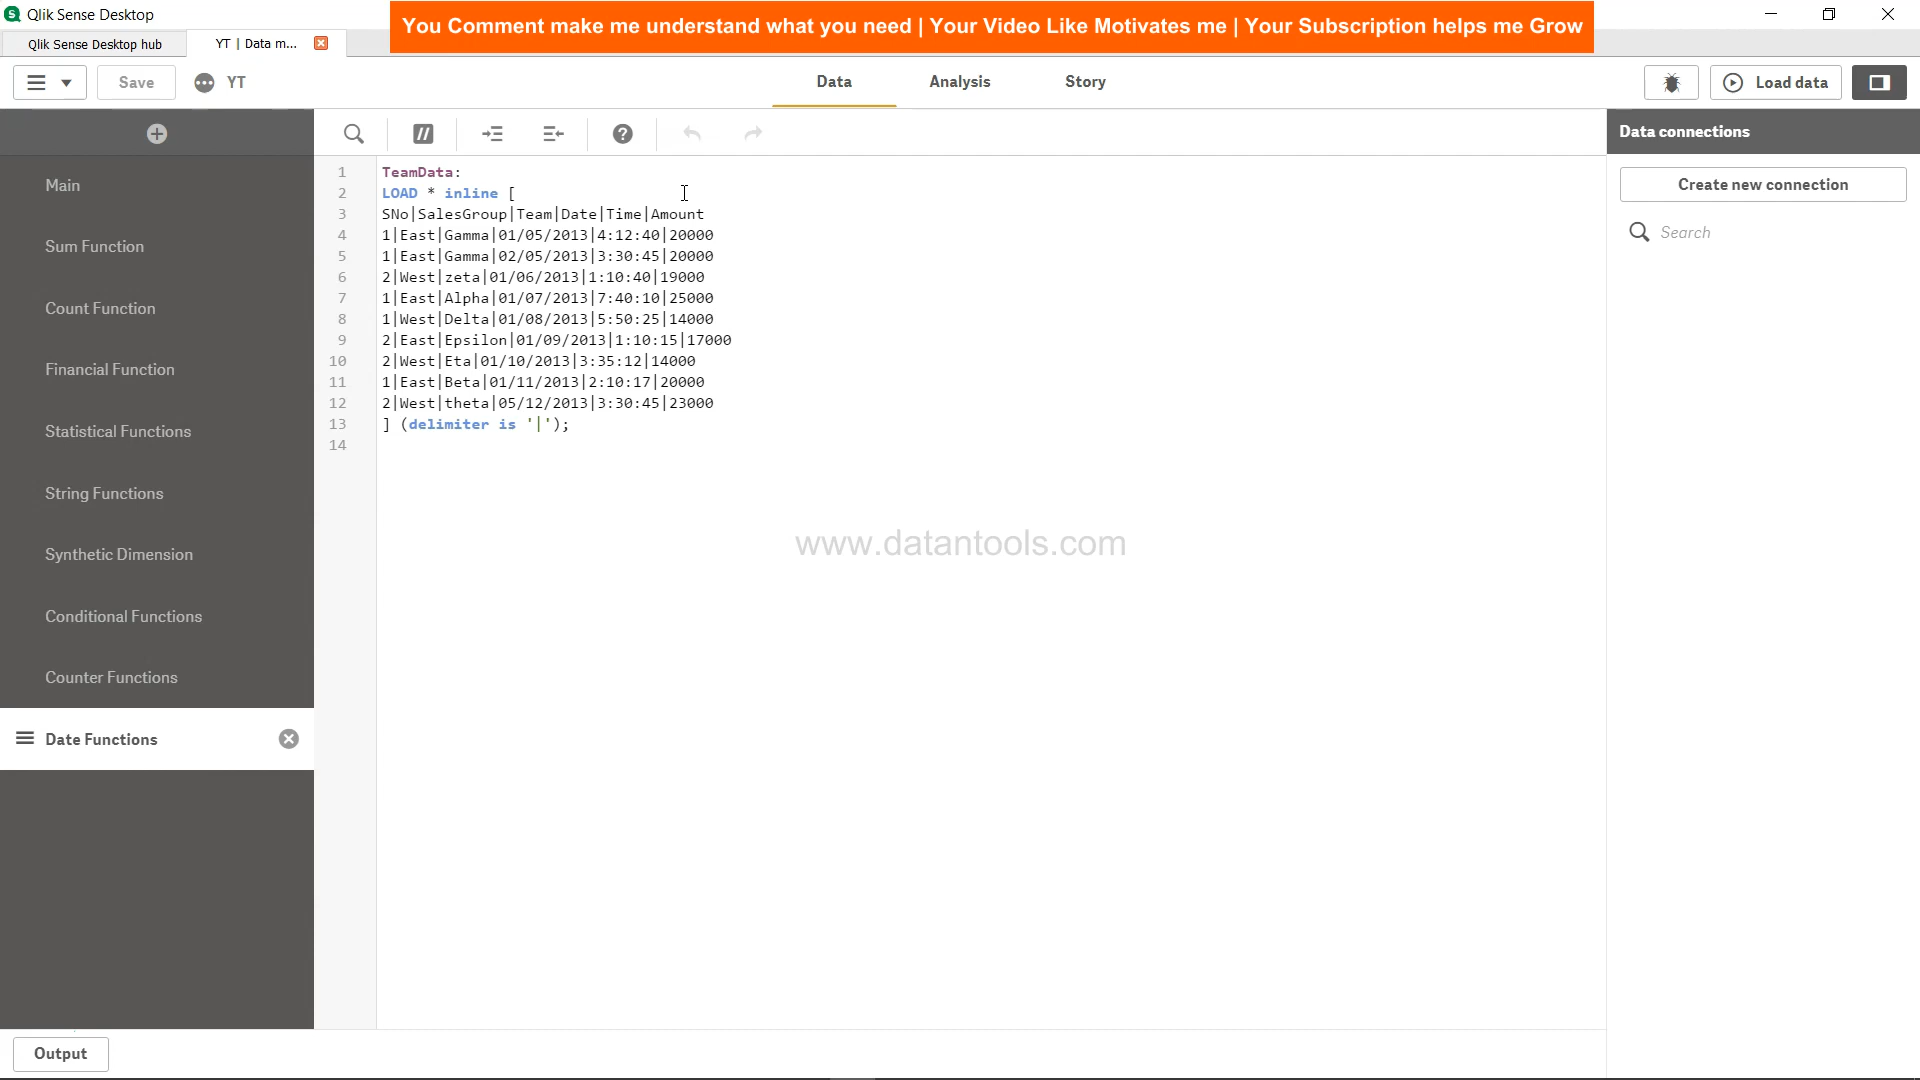 Qlik Sense Desktop
You Comment make me understand what you need | Your Video Like Motivates me | Your Subscription helps me Grow
Qlik Sense Desktop hub
YT | Data m...
Save
YT
Data
Analysis
Story
Load data
Main
Sum Function
Count Function
Financial Function
Statistical Functions
String Functions
Synthetic Dimension
Conditional Functions
Counter Functions
Date Functions
1 TeamData:
2 LOAD * inline [
3 SNo|SalesGroup|Team|Date|Time|Amount
4 1|East|Gamma|01/05/2013|4:12:40|20000
5 1|East|Gamma|02/05/2013|3:30:45|20000
6 2|West|zeta|01/06/2013|1:10:40|19000
7 1|East|Alpha|01/07/2013|7:40:10|25000
8 1|West|Delta|01/08/2013|5:50:25|14000
9 2|East|Epsilon|01/09/2013|1:10:15|17000
10 2|West|Eta|01/10/2013|3:35:12|14000
11 1|East|Beta|01/11/2013|2:10:17|20000
12 2|West|theta|05/12/2013|3:30:45|23000
13 ] (delimiter is '|');
14
www.datantools.com
Data connections
Create new connection
Search
Output